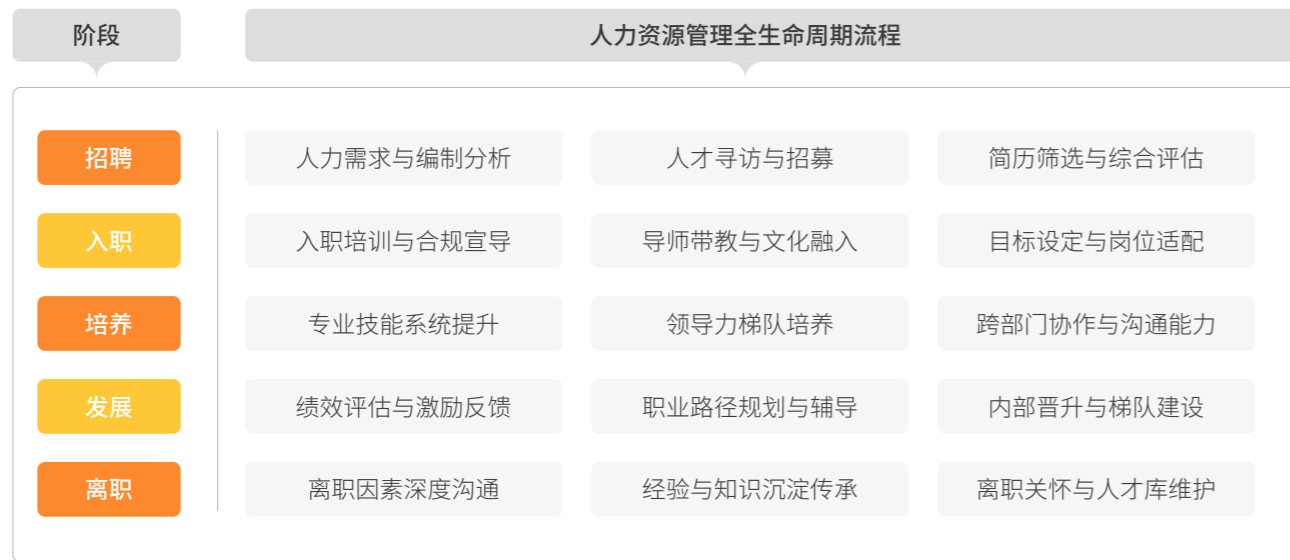 阶段
人力资源管理全生命周期流程
招聘
人力需求与编制分析
人才寻访与招募
简历筛选与综合评估
入职
入职培训与合规宣导
导师带教与文化融入
目标设定与岗位适配
培养
专业技能系统提升
领导力梯队培养
跨部门协作与沟通能力
发展
绩效评估与激励反馈
职业路径规划与辅导
内部晋升与梯队建设
离职
离职因素深度沟通
经验与知识沉淀传承
离职关怀与人才库维护